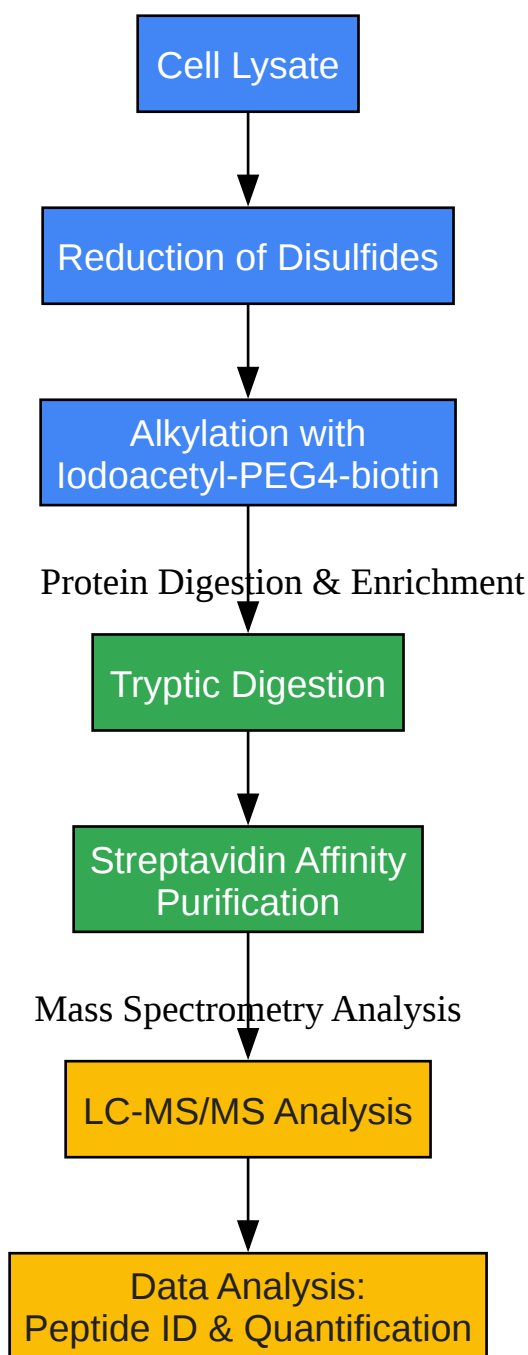 Cell Lysate
Reduction of Disulfides
Alkylation with
Iodoacetyl-PEG4-biotin
Protein Digestion & Enrichment
Tryptic Digestion
Streptavidin Affinity
Purification
Mass Spectrometry Analysis
LC-MS/MS Analysis
Data Analysis:
Peptide ID & Quantification